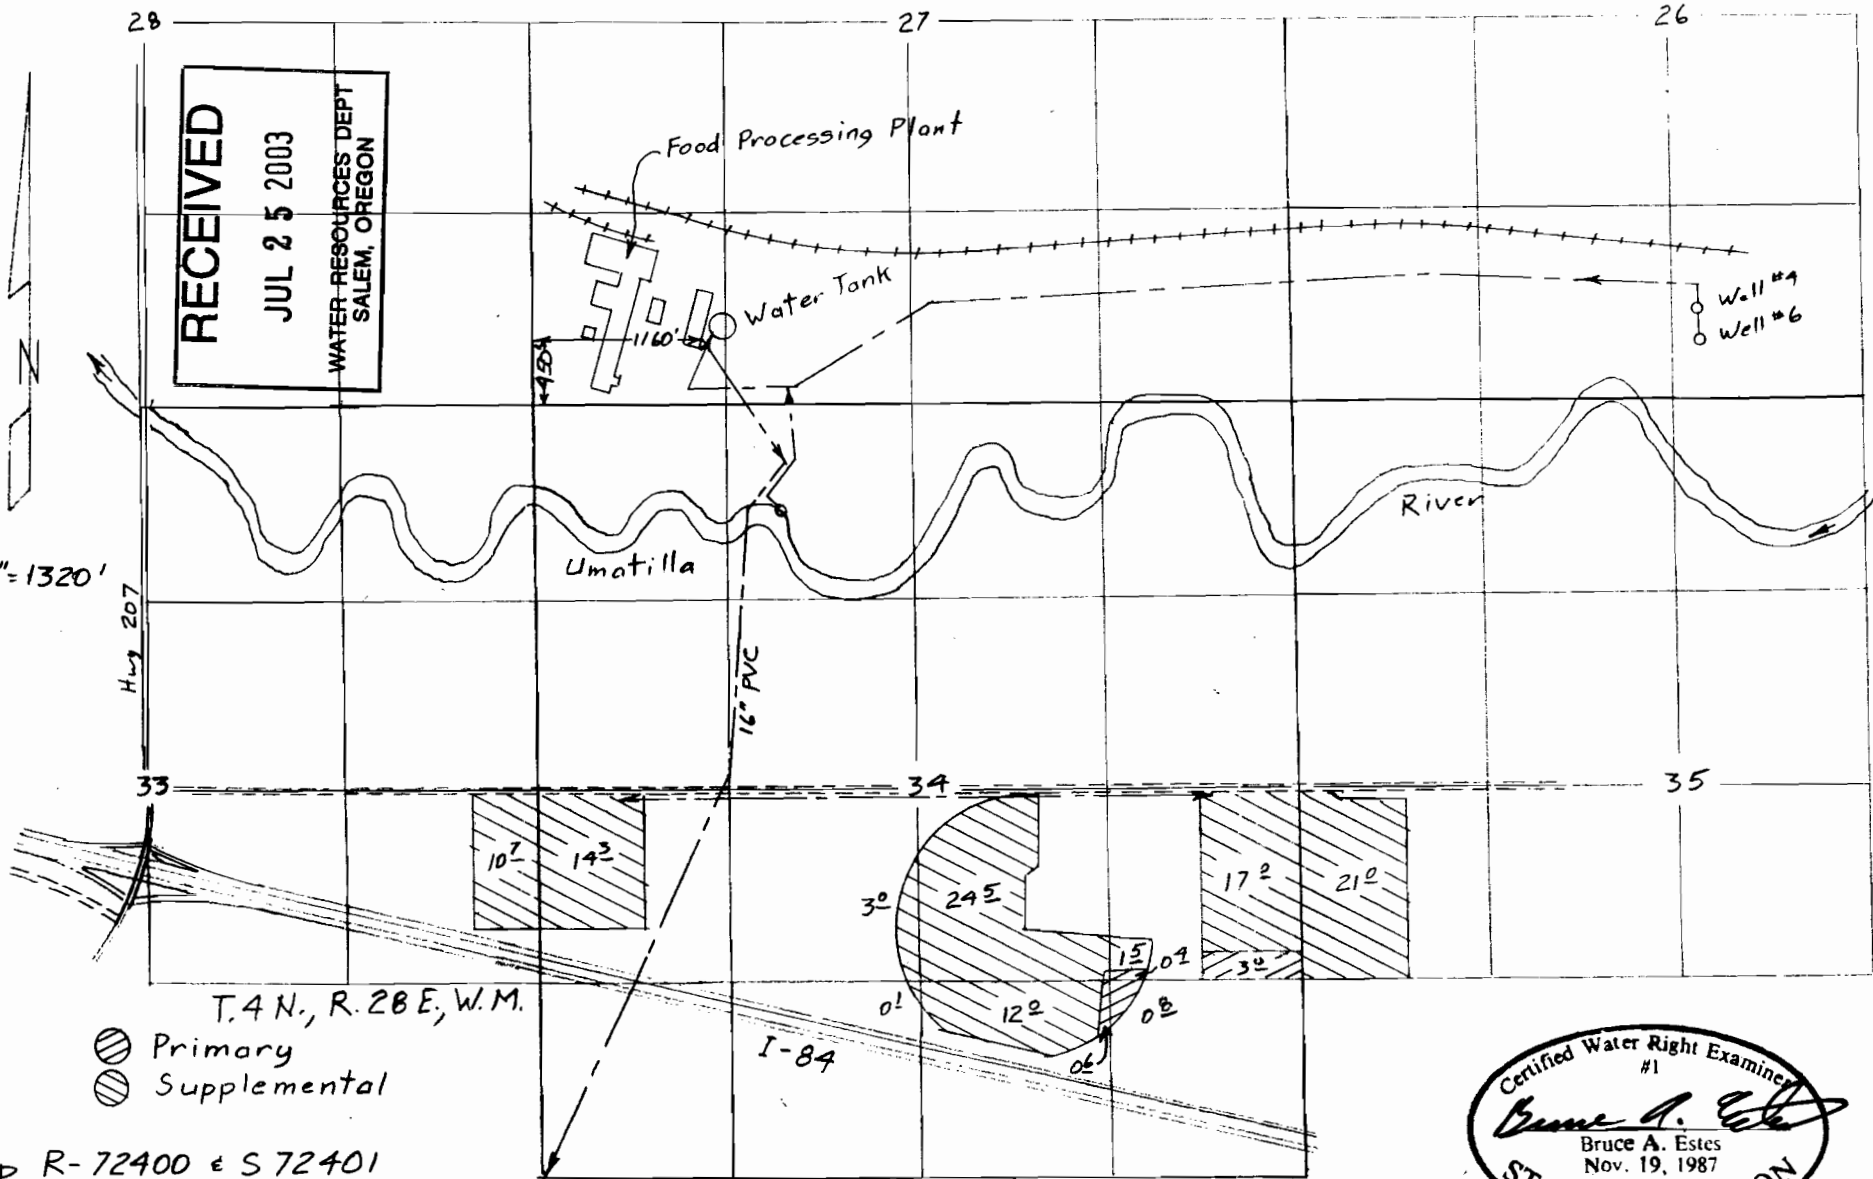 28
27
26
RECEIVED
JUL 25 2003
WATER RESOURCES DEPT
SALEM, OREGON
Food Processing Plant
Water Tank
1160'
450'
Well #4
Well #6
N
Umatilla
River
"=1320'
Hwy 207
16" PVC
33
34
35
10.7
14.3
3.0
24.5
17.2
21.0
1.5
0.4
3.0
0.1
12.0
0.8
0.6
T.4 N., R. 28 E., W.M.
Primary
Supplemental
I-84
R-72400 & S 72401
Certified Water Right Examiner
#1
Bruce A. Estes
Bruce A. Estes
Nov. 19, 1987